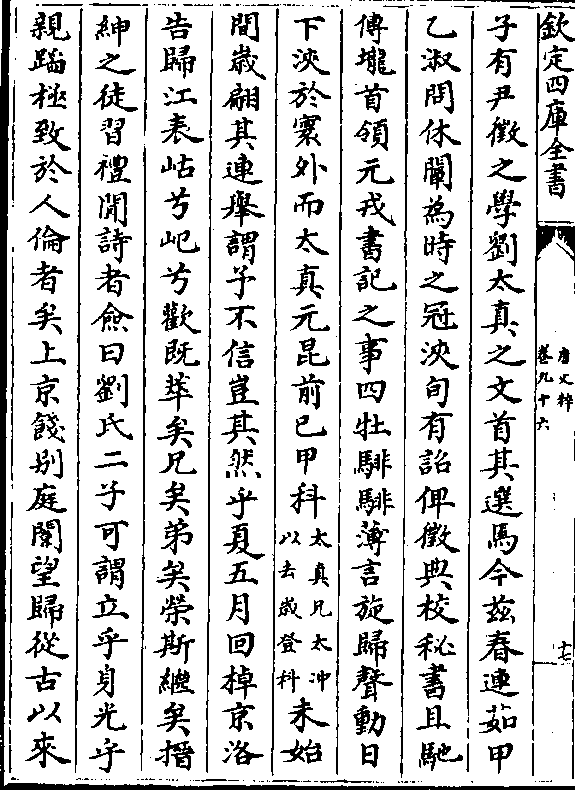 欽定四庫全書
唐文粹
卷九十六
十七
子有尹徵之學劉太真之文首其選焉今兹春連茹甲
乙淑問休闡為時之冠浹旬有詔俾徵典校秘書且馳
傅壠首領元戎書記之事四牡騑騑薄言旋歸聲動日
下浹於寰外而太真元昆前已甲科
太真兄太冲
以去歲登科
未始
間歲翩其連舉謂予不信豈其然乎夏五月回棹京洛
告歸江表岵兮屺兮歡既萃矣兄矣弟矣榮斯繼矣搢
紳之徒習禮聞詩者僉曰劉氏二子可謂立乎身光乎
親蹈極致於人倫者矣上京餞别庭闈望歸從古以來